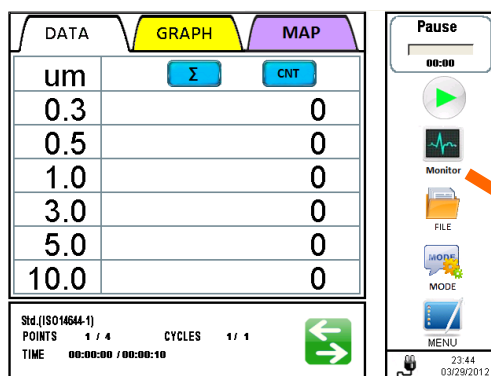 DATA GRAPH MAP
um Σ CNT
0.3 0
0.5 0
1.0 0
3.0 0
5.0 0
10.0 0
Std.(ISO14644-1)
POINTS 1 / 4 CYCLES 1/ 1
TIME 00:00:00 / 00:00:10
Pause
00:00
Monitor
FILE
MODE
MODE
MENU
23:44
03/29/2012